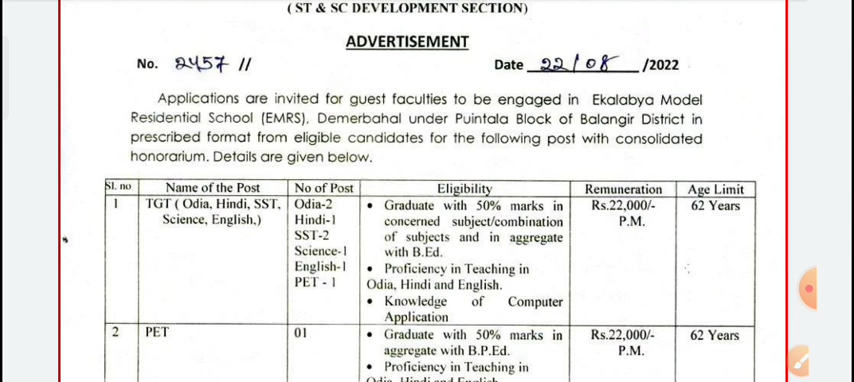 ( ST & SC DEVELOPMENT SECTION)
ADVERTISEMENT
No. 2457 //
Date 22/08 /2022
Applications are invited for guest faculties to be engaged in Ekalabya Model
Residential School (EMRS), Demerbahal under Puintala Block of Balangir District in
prescribed format from eligible candidates for the following post with consolidated
honorarium. Details are given below.
Sl. no Name of the Post No of Post Eligibility Remuneration Age Limit
1 TGT ( Odia, Hindi, SST, Odia-2 • Graduate with 50% marks in Rs.22,000/- 62 Years
Science, English,) Hindi-1 concerned subject/combination P.M.
SST-2 of subjects and in aggregate
Science-1 with B.Ed.
English-1 • Proficiency in Teaching in
PET - 1 Odia, Hindi and English.
• Knowledge of Computer
Application
2 PET 01 • Graduate with 50% marks in Rs.22,000/- 62 Years
aggregate with B.P.Ed. P.M.
• Proficiency in Teaching in
Odia, Hindi and English